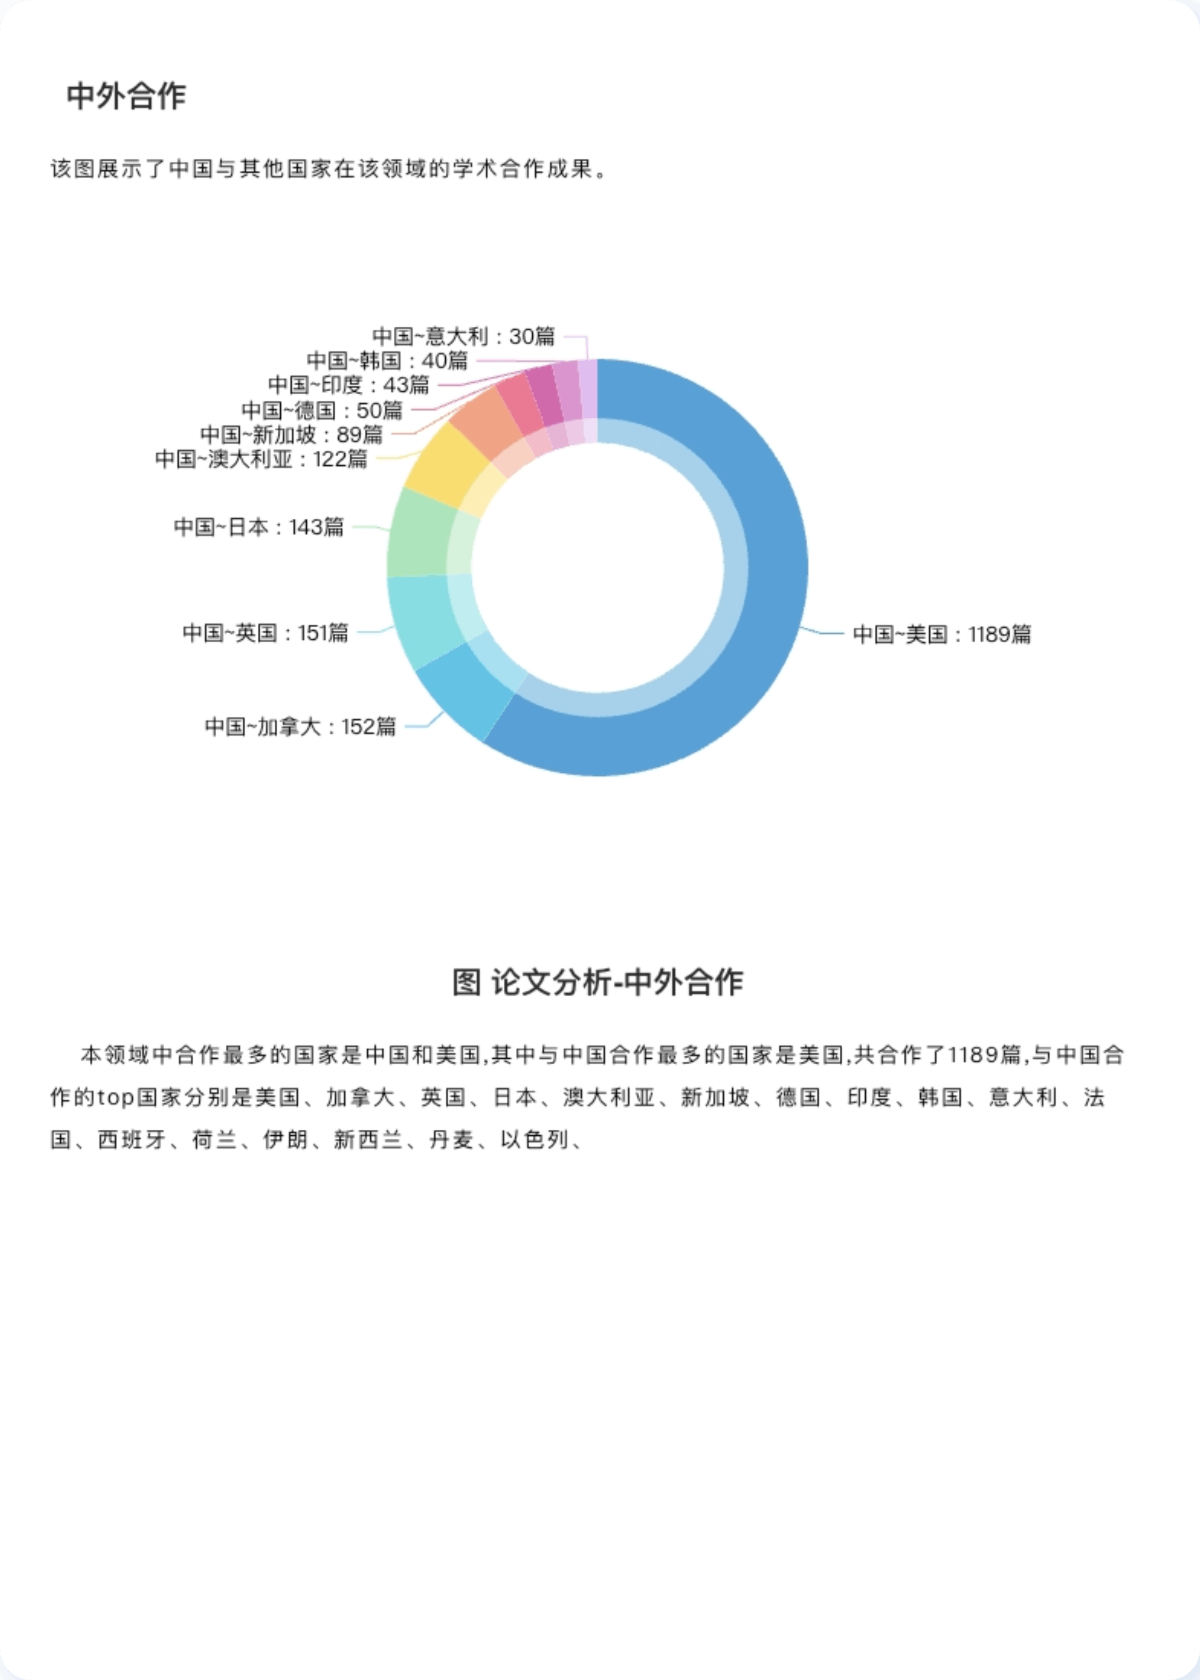 中外合作
该图展示了中国与其他国家在该领域的学术合作成果。
中国~意大利：30篇
中国~韩国：40篇
中国~印度：43篇
中国~德国：50篇
中国~新加坡：89篇
中国~澳大利亚：122篇
中国~日本：143篇
中国~英国：151篇
中国~美国：1189篇
中国~加拿大：152篇
图 论文分析-中外合作
本领域中合作最多的国家是中国和美国,其中与中国合作最多的国家是美国,共合作了1189篇,与中国合
作的top国家分别是美国、加拿大、英国、日本、澳大利亚、新加坡、德国、印度、韩国、意大利、法
国、西班牙、荷兰、伊朗、新西兰、丹麦、以色列、